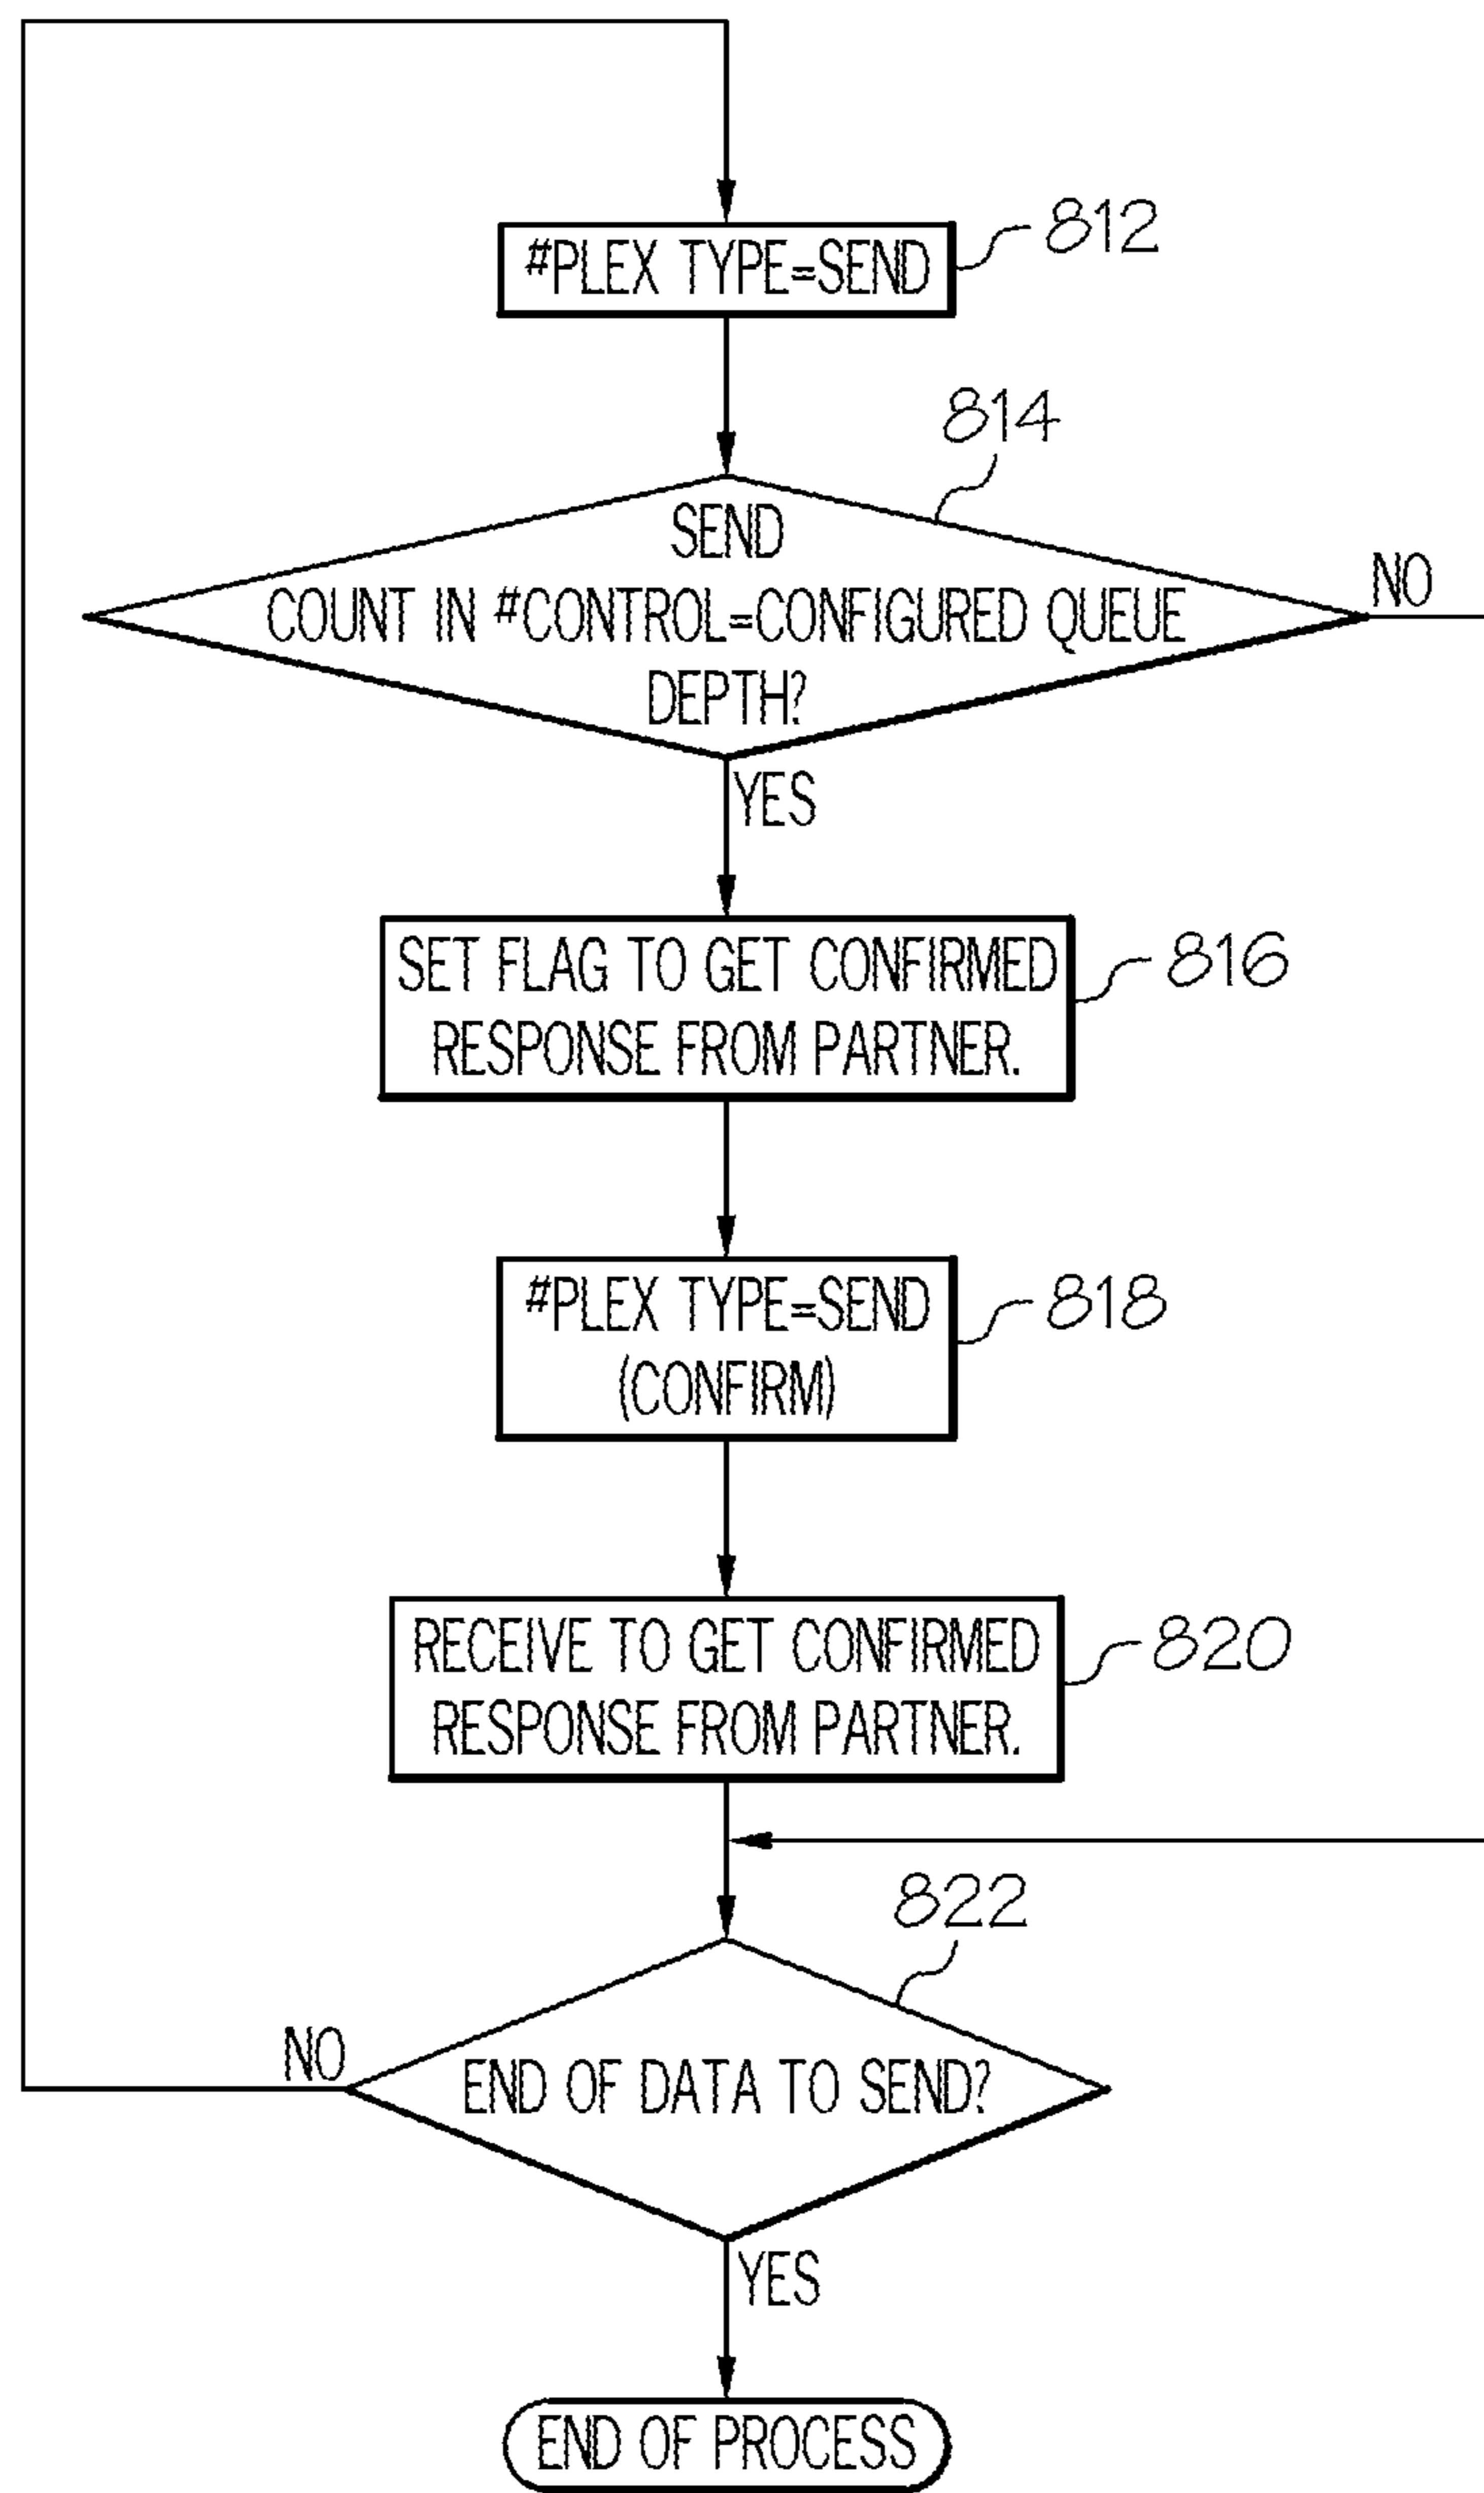 #PLEX TYPE=SEND
812
814
SEND
COUNT IN #CONTROL=CONFIGURED QUEUE
DEPTH?
NO
YES
SET FLAG TO GET CONFIRMED
RESPONSE FROM PARTNER.
816
#PLEX TYPE=SEND
(CONFIRM)
818
RECEIVE TO GET CONFIRMED
RESPONSE FROM PARTNER.
820
822
NO
END OF DATA TO SEND?
YES
END OF PROCESS